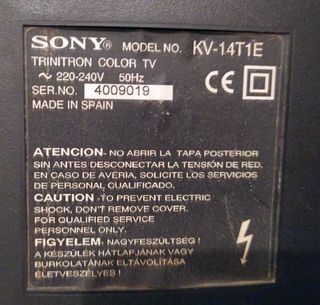 SONY® MODEL NO. KV-14T1E
TRINITRON COLOR TV
~ 220-240V 50Hz
SER.NO. 4009019
MADE IN SPAIN
CE
ATENCION- NO ABRIR LA TAPA POSTERIOR
SIN ANTES DESCONECTAR LA TENSIÓN DE RED.
EN CASO DE AVERIA, SOLICITE LOS SERVICIOS
DE PERSONAL QUALIFICADO.
CAUTION - TO PREVENT ELECTRIC
SHOCK, DON'T REMOVE COVER.
FOR QUALIFIED SERVICE
PERSONNEL ONLY.
FIGYELEM- NAGYFESZÜLTSÉG !
A KÉSZÜLÉK HÁTLAPJÁNAK VAGY
BURKOLATÁNAK ELTÁVOLÍTÁSA
ÉLETVESZÉLYES !